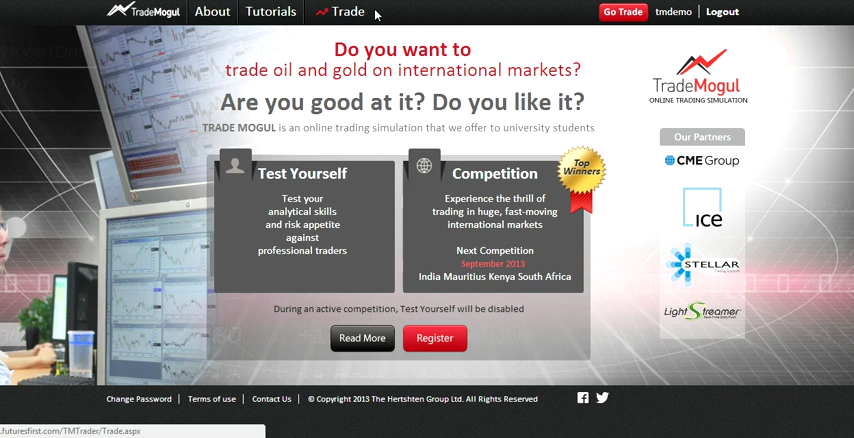 TradeMogul
About
Tutorials
Trade
Go Trade
tmdemo
Logout
Do you want to
trade oil and gold on international markets?
Are you good at it? Do you like it?
TRADE MOGUL is an online trading simulation that we offer to university students
TradeMogul
ONLINE TRADING SIMULATION
Our Partners
CME Group
ice
STELLAR
LightStreamer
Test Yourself
Test your
analytical skills
and risk appetite
against
professional traders
Competition
Top
Winners
Experience the thrill of
trading in huge, fast-moving
international markets
Next Competition
September 2013
India Mauritius Kenya South Africa
During an active competition, Test Yourself will be disabled
Read More
Register
Change Password
Terms of use
Contact Us
© Copyright 2013 The Hertshten Group Ltd. All Rights Reserved
.futuresfirst.com/TMTrader/Trade.aspx